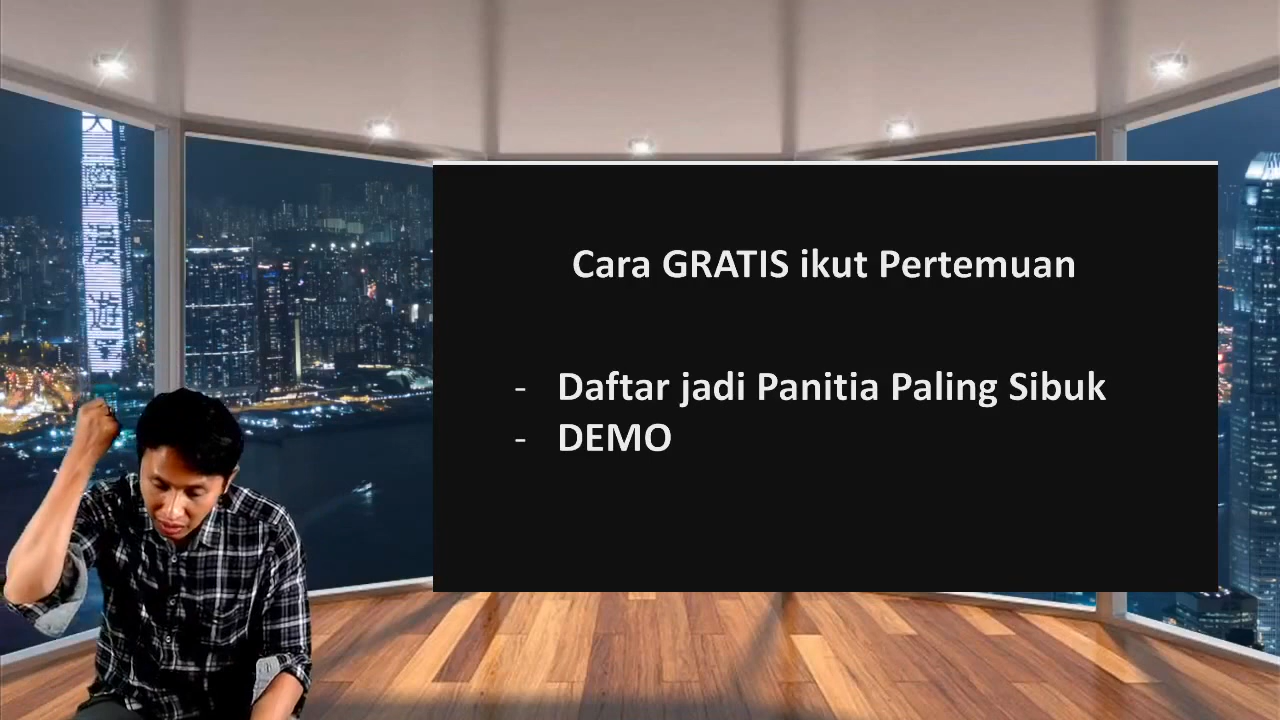 Cara GRATIS ikut Pertemuan
- Daftar jadi Panitia Paling Sibuk
- DEMO